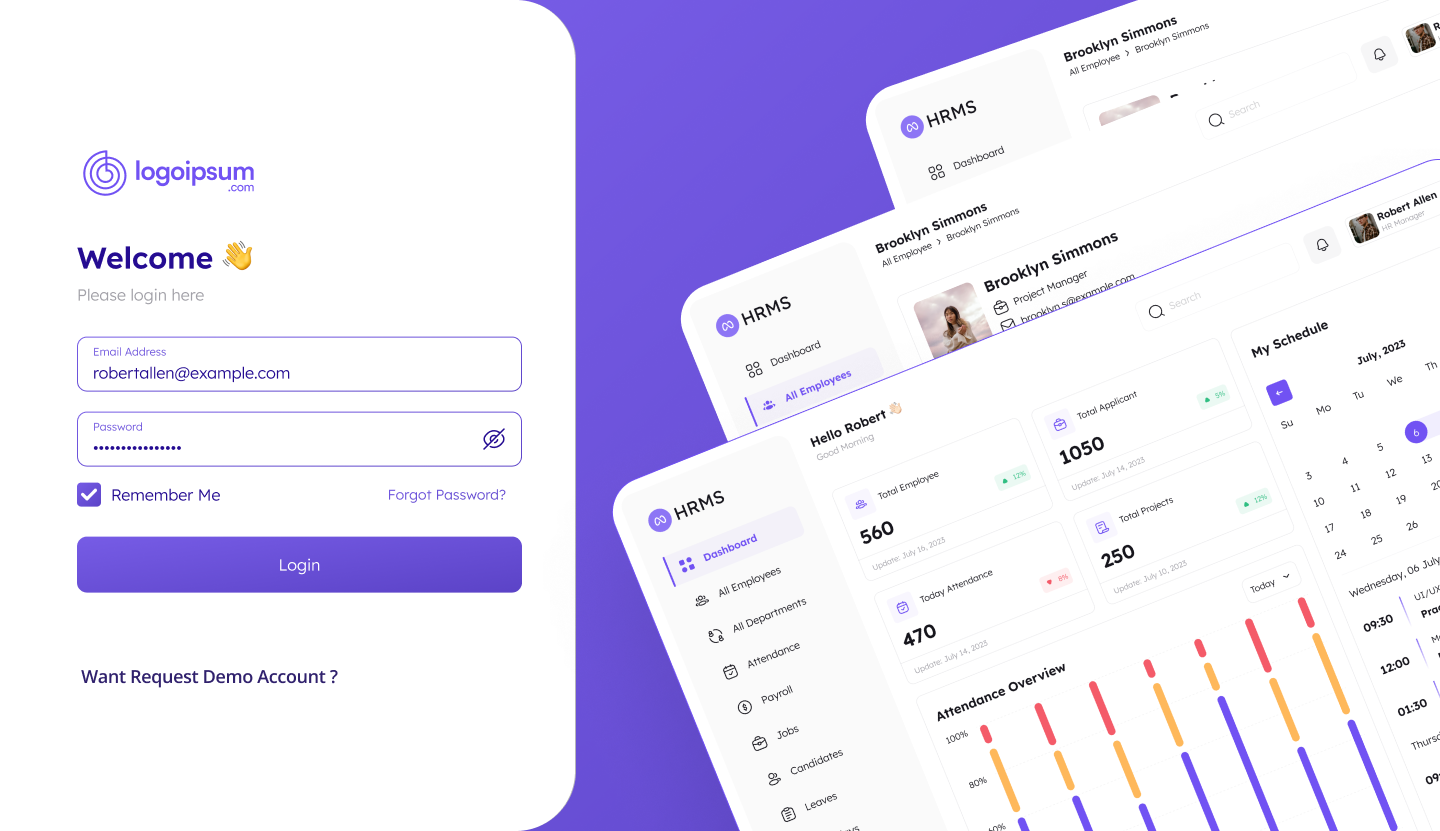 logoipsum
.com
Welcome 👋
Please login here
Email Address
robertallen@example.com
Password
••••••••••••••••
Remember Me
Forgot Password?
Login
Want Request Demo Account ?
HRMS
Dashboard
Brooklyn Simmons
All Employee > Brooklyn Simmons
Search
HRMS
Dashboard
All Employees
Brooklyn Simmons
All Employee > Brooklyn Simmons
Brooklyn Simmons
Project Manager
brooklyn.s@example.com
Search
Robert Allen
HR Manager
HRMS
Dashboard
All Employees
All Departments
Attendance
Payroll
Jobs
Candidates
Leaves
Hello Robert 👋🏻
Good Morning
Total Employee
560
12%
Update: July 16, 2023
Total Applicant
1050
5%
Update: July 14, 2023
Today Attendance
470
8%
Update: July 14, 2023
Total Projects
250
12%
Update: July 10, 2023
Attendance Overview
Today
100%
80%
60%
My Schedule
July, 2023
Su Mo Tu We Th
5 6
3 4
10 11 12 13
17 18 19 20
24 25 26
Wednesday, 06 July
09:30
UI/UX
12:00
01:30